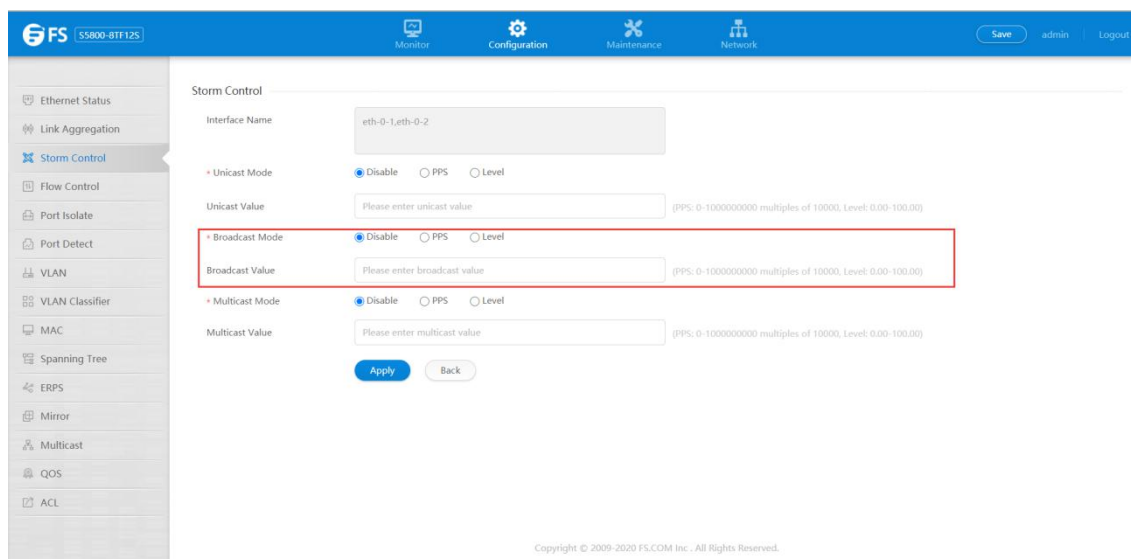 FS S5800-8TF12S
Monitor Configuration Maintenance Network
Save admin Logout
Ethernet Status
Link Aggregation
Storm Control
Flow Control
Port Isolate
Port Detect
VLAN
VLAN Classifier
MAC
Spanning Tree
ERPS
Mirror
Multicast
QOS
ACL
Storm Control
Interface Name eth-0-1,eth-0-2
* Unicast Mode Disable PPS Level
Unicast Value Please enter unicast value (PPS: 0-1000000000 multiples of 10000, Level: 0.00-100.00)
* Broadcast Mode Disable PPS Level
Broadcast Value Please enter broadcast value (PPS: 0-1000000000 multiples of 10000, Level: 0.00-100.00)
* Multicast Mode Disable PPS Level
Multicast Value Please enter multicast value (PPS: 0-1000000000 multiples of 10000, Level: 0.00-100.00)
Apply Back
Copyright © 2009-2020 FS.COM Inc . All Rights Reserved.